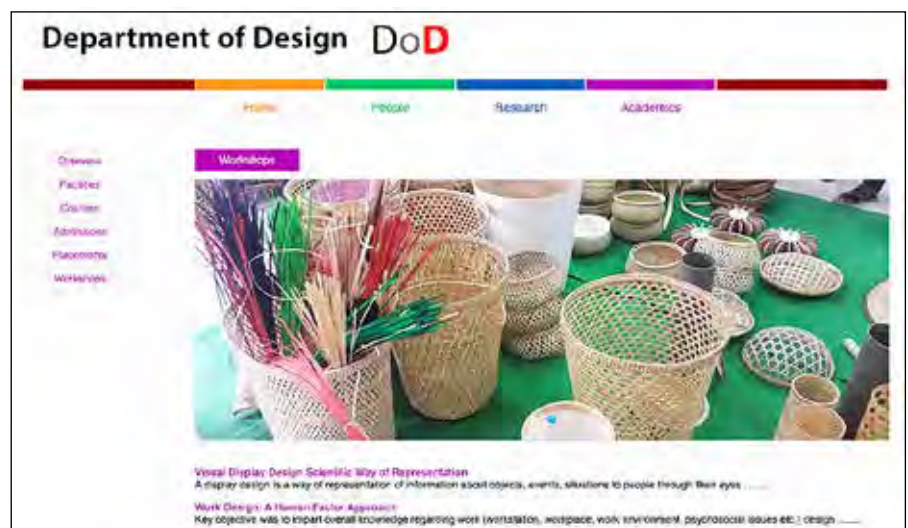 Department of Design DoD
Home People Research Academics
Overview
Facilities
Courses
Admissions
Placements
Workshops
Workshops
Visual Display Design Scientific Way of Representation
A display design is a way of representation of information about objects, events, situations to people through their eyes .......
Work Design: A Human Factor Approach
Key objective was to impart overall knowledge regarding work (workstation, workplace, work environment, psychosocial issues etc.) design .......